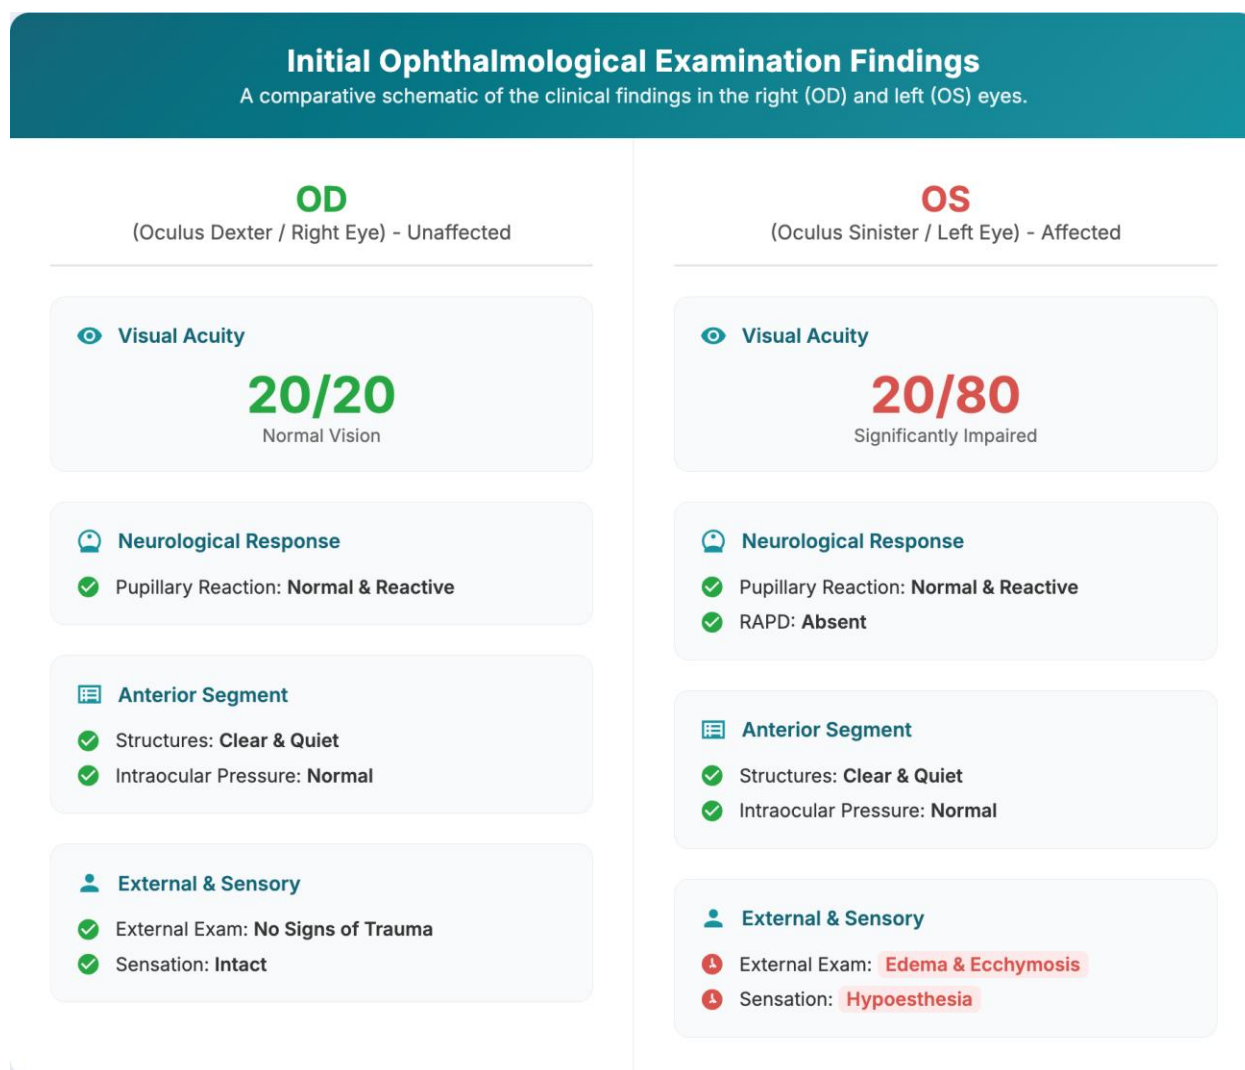 Initial Ophthalmological Examination Findings
A comparative schematic of the clinical findings in the right (OD) and left (OS) eyes.
OD
(Oculus Dexter / Right Eye) - Unaffected
Visual Acuity
20/20
Normal Vision
Neurological Response
Pupillary Reaction: Normal & Reactive
Anterior Segment
Structures: Clear & Quiet
Intraocular Pressure: Normal
External & Sensory
External Exam: No Signs of Trauma
Sensation: Intact
OS
(Oculus Sinister / Left Eye) - Affected
Visual Acuity
20/80
Significantly Impaired
Neurological Response
Pupillary Reaction: Normal & Reactive
RAPD: Absent
Anterior Segment
Structures: Clear & Quiet
Intraocular Pressure: Normal
External & Sensory
External Exam: Edema & Ecchymosis
Sensation: Hypoesthesia